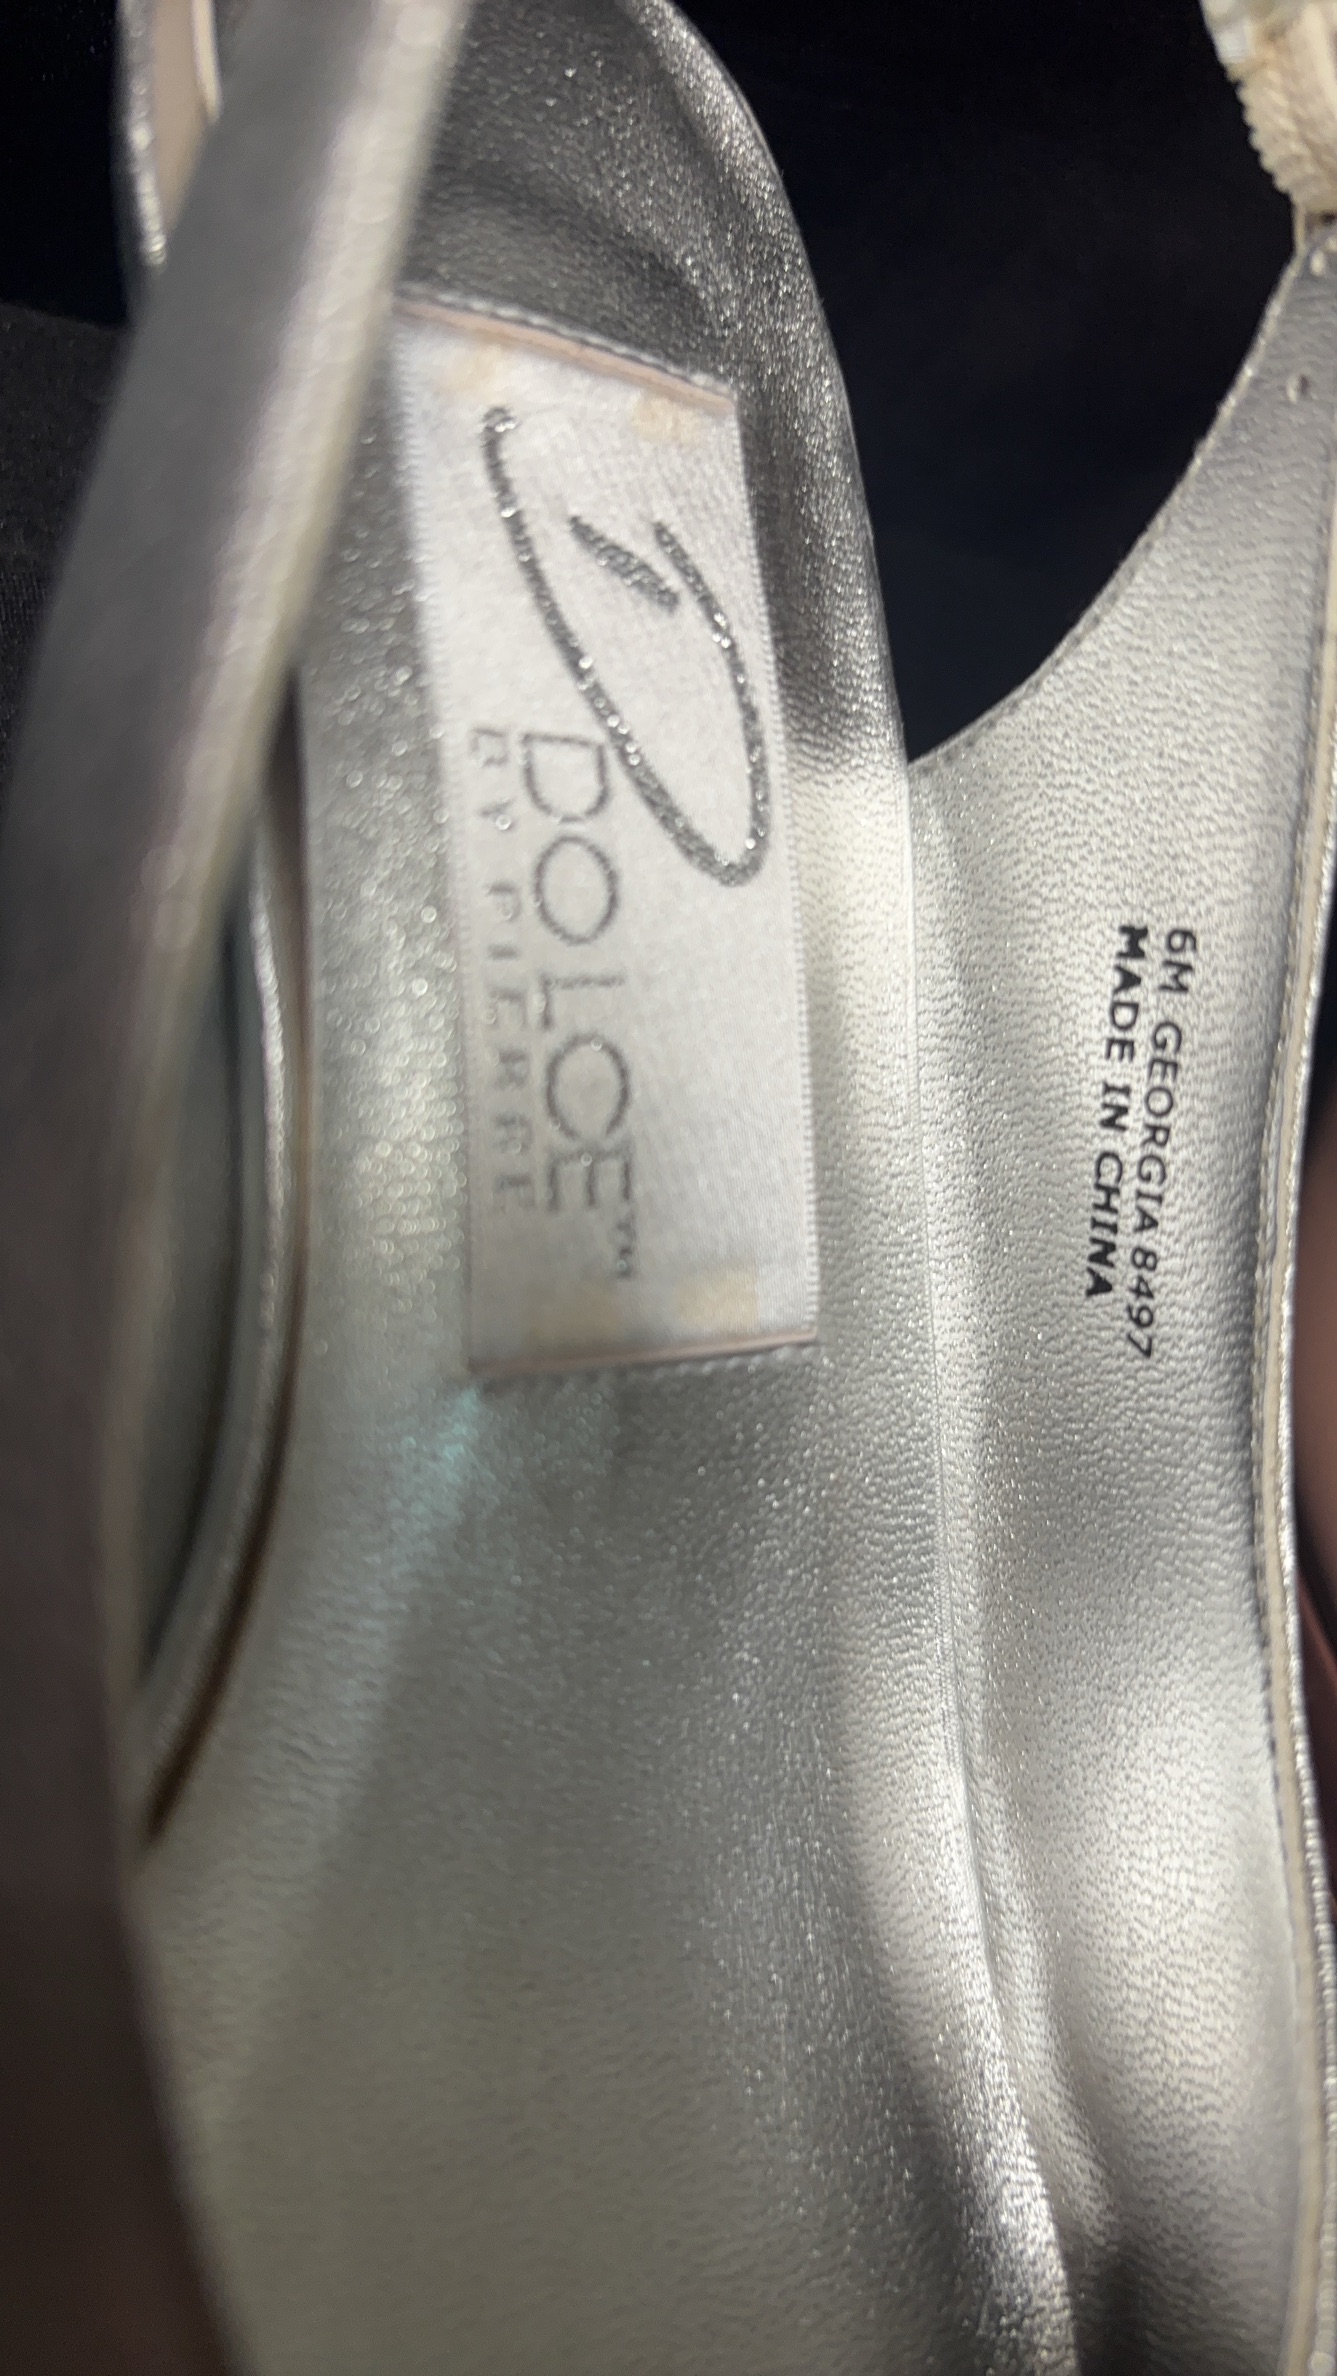 D
DOLCE™
BY PIERRE
6M GEORGIA 8497
MADE IN CHINA